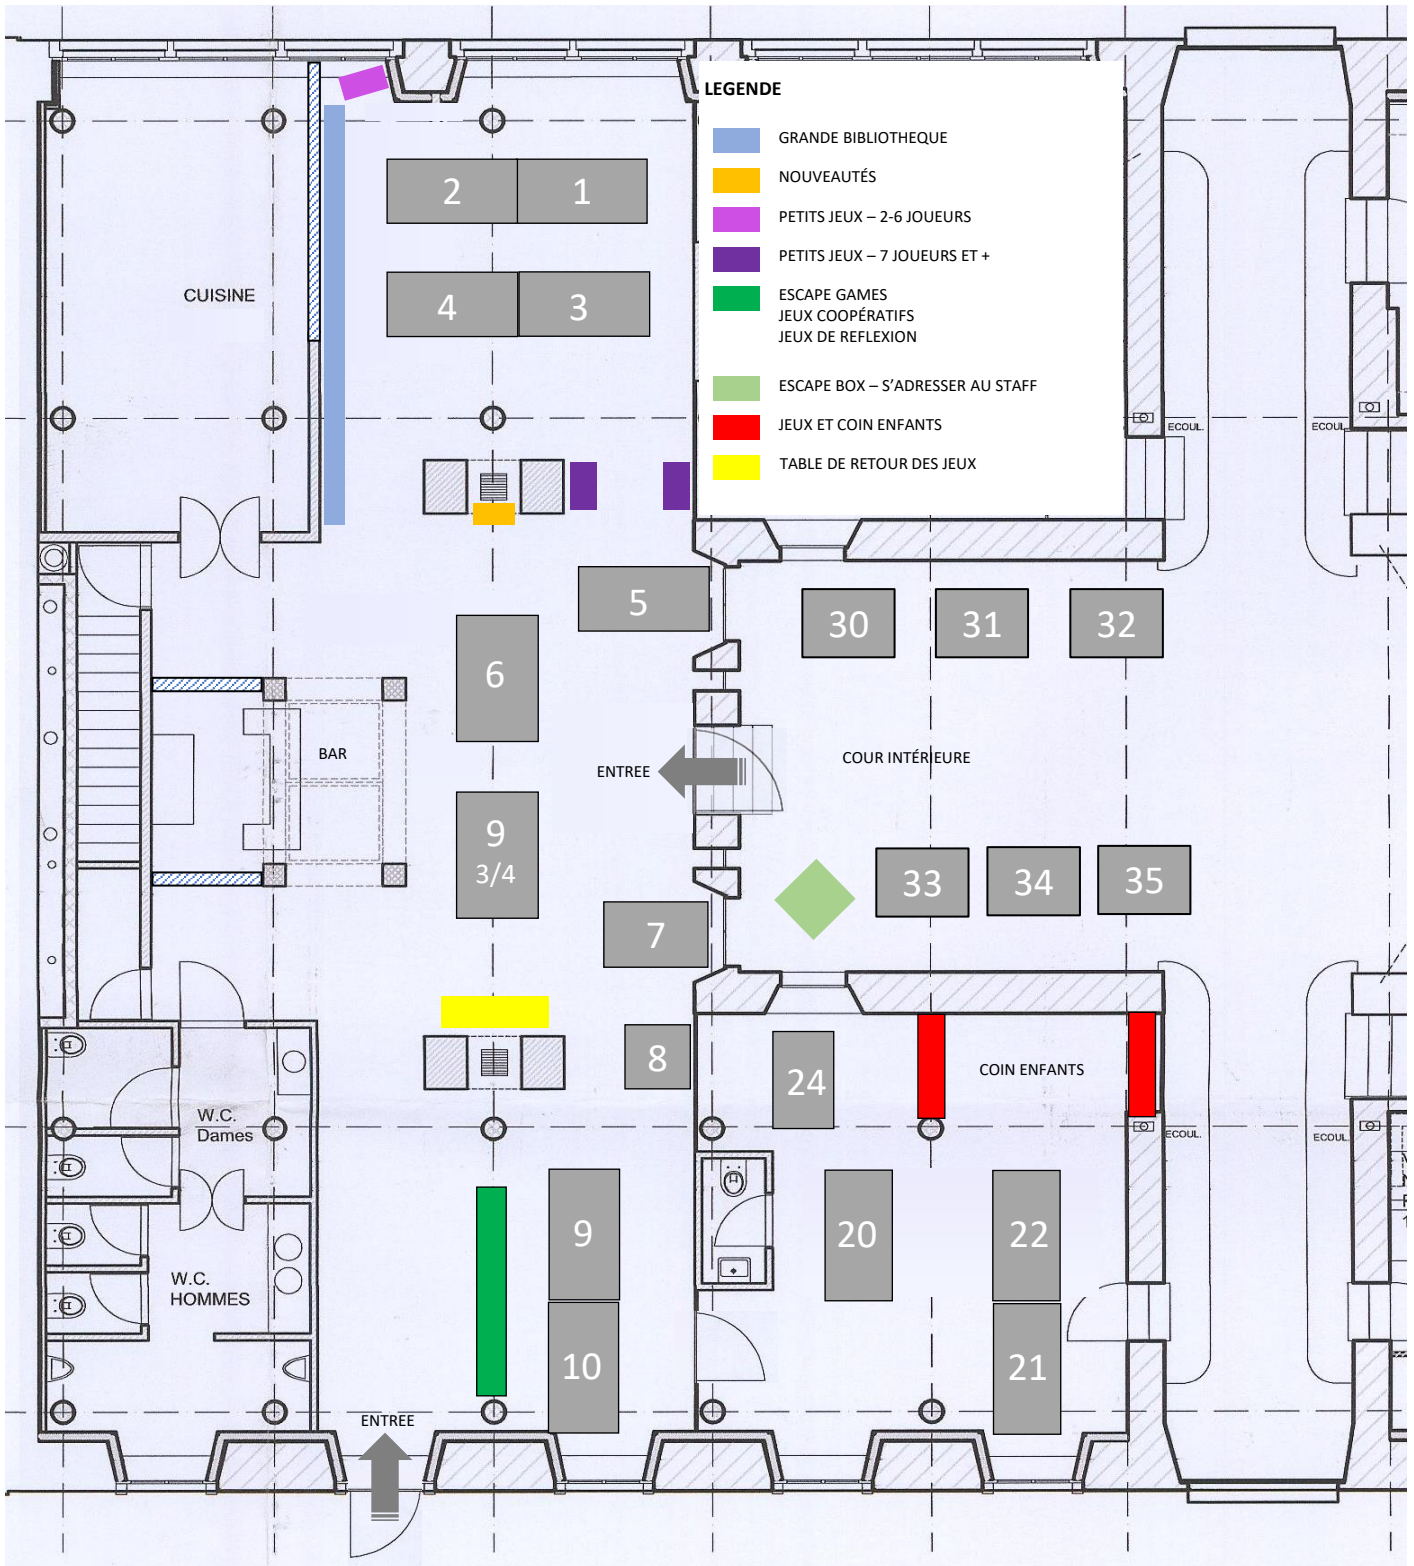 LEGENDE
GRANDE BIBLIOTHEQUE
NOUVEAUTÉS
PETITS JEUX – 2-6 JOUEURS
PETITS JEUX – 7 JOUEURS ET +
ESCAPE GAMES
JEUX COOPÉRATIFS
JEUX DE REFLEXION
ESCAPE BOX – S'ADRESSER AU STAFF
JEUX ET COIN ENFANTS
TABLE DE RETOUR DES JEUX
2
1
CUISINE
4
3
ECOUL.
ECOUL.
5
30
31
32
6
BAR
ENTREE
COUR INTÉRIEURE
9
3/4
33
34
35
7
8
24
COIN ENFANTS
W.C.
Dames
ECOUL.
ECOUL.
9
20
22
W.C.
HOMMES
10
21
ENTREE